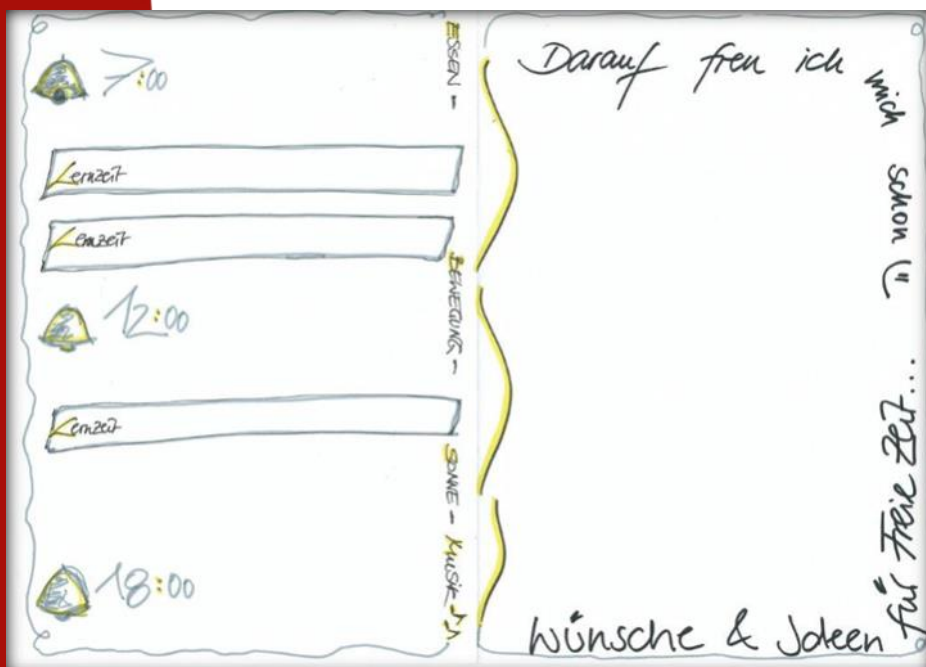 7:00
Lernzeit
Lernzeit
12:00
Lernzeit
18:00
ESSEN -
BEWEGUNG -
SONNE - MUSIK
Darauf freu ich
mich schon
Wünsche & Ideen
für Freie Zeit...